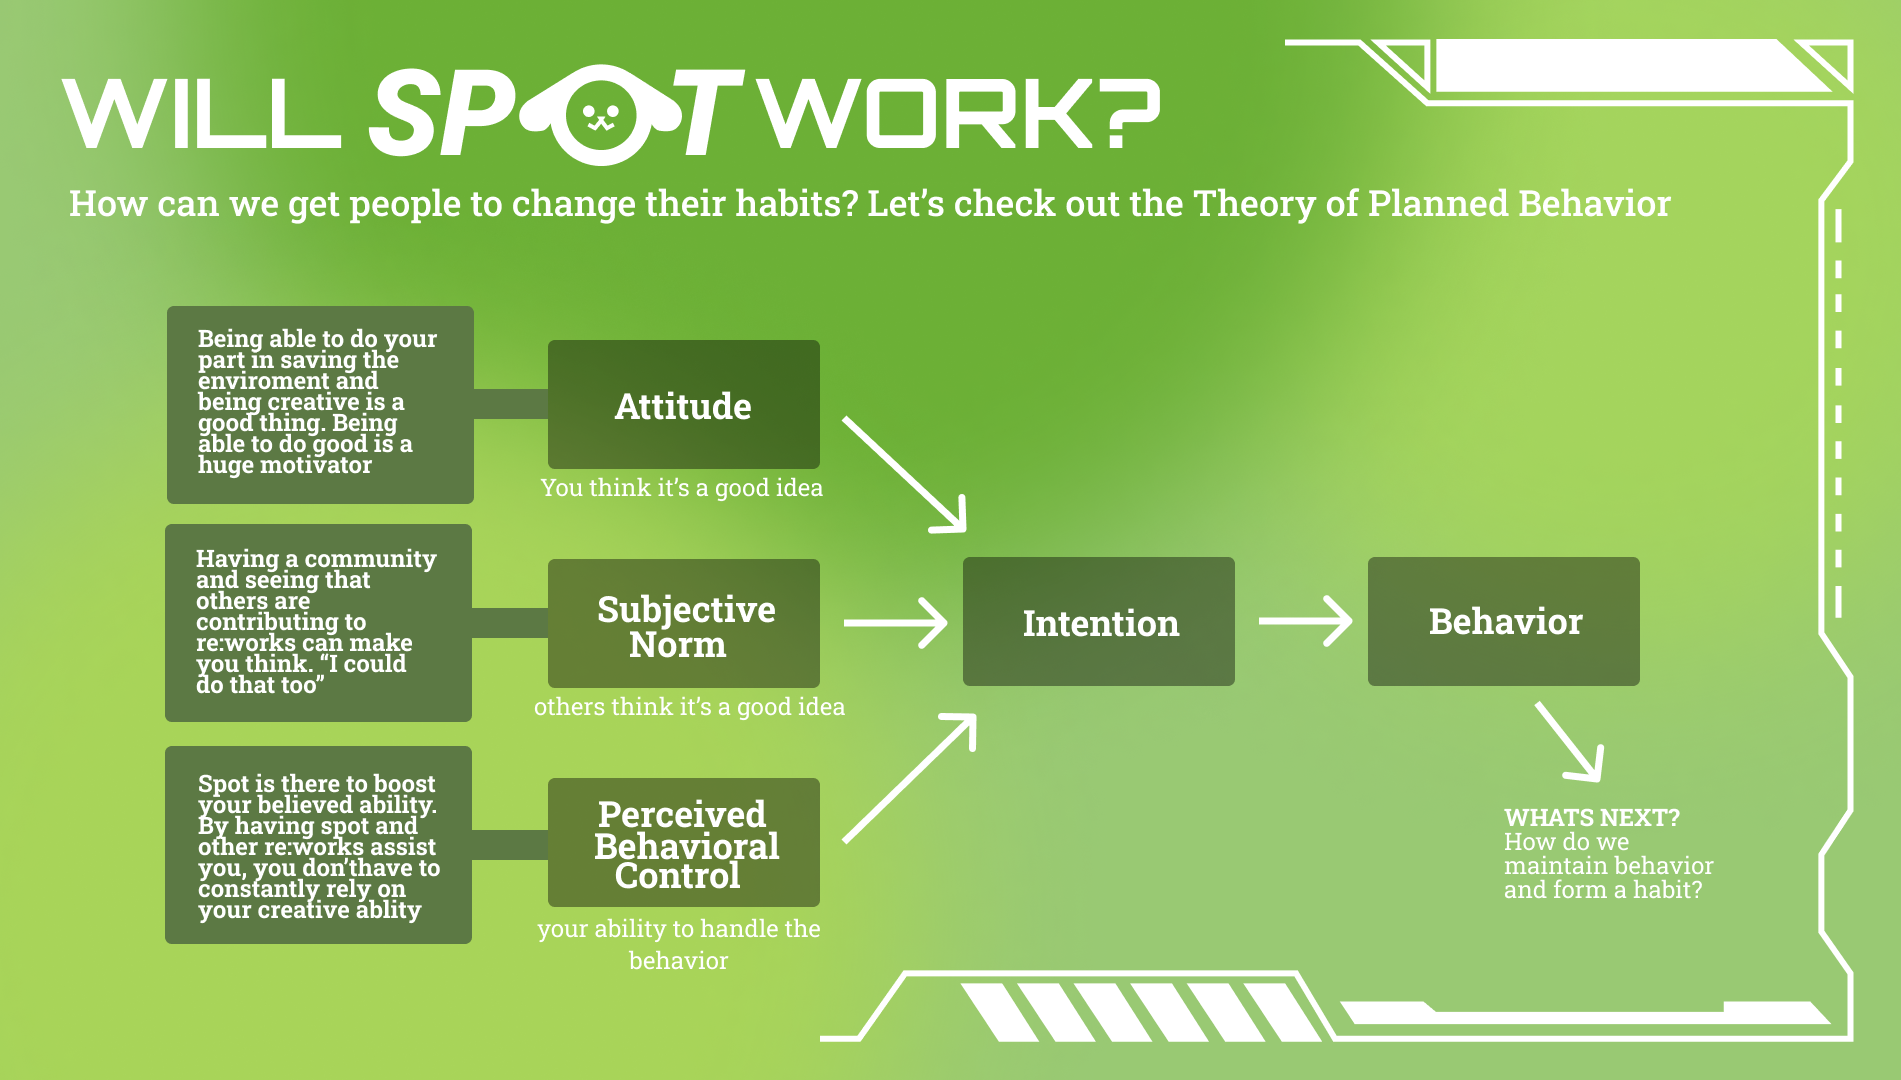 WILL SPOT WORK?
How can we get people to change their habits? Let's check out the Theory of Planned Behavior
Being able to do your
part in saving the
enviroment and
being creative is a
good thing. Being
able to do good is a
huge motivator
Attitude
You think it's a good idea
Having a community
and seeing that
others are
contributing to
re:works can make
you think. “I could
do that too”
Subjective
Norm
others think it's a good idea
Spot is there to boost
your believed ability.
By having spot and
other re:works assist
you, you don'thave to
constantly rely on
your creative ablity
Perceived
Behavioral
Control
your ability to handle the
behavior
Intention
Behavior
WHATS NEXT?
How do we
maintain behavior
and form a habit?